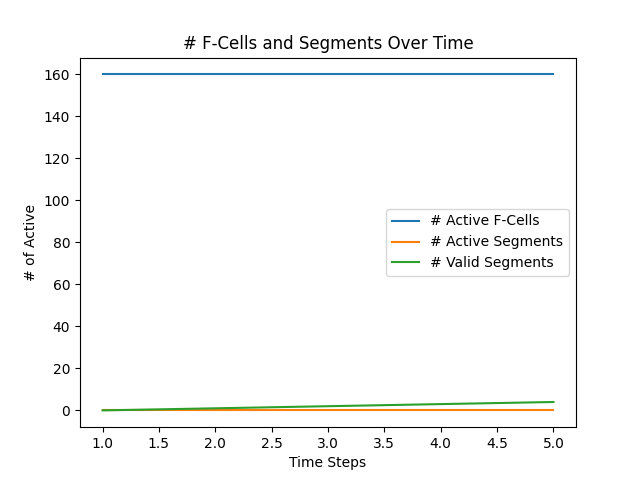 # F-Cells and Segments Over Time
160
140
120
100
80
60
40
20
0
# of Active
# Active F-Cells
# Active Segments
# Valid Segments
1.0 1.5 2.0 2.5 3.0 3.5 4.0 4.5 5.0
Time Steps